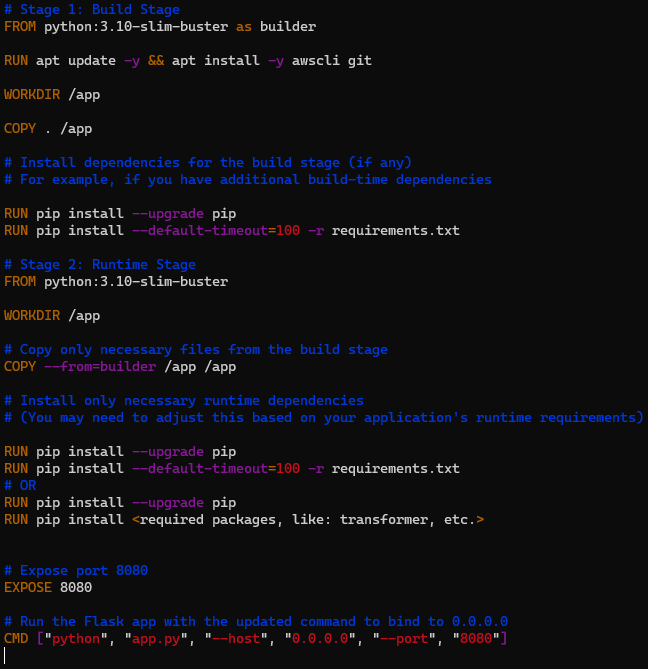 # Stage 1: Build Stage
FROM python:3.10-slim-buster as builder
RUN apt update -y && apt install -y awscli git
WORKDIR /app
COPY . /app
# Install dependencies for the build stage (if any)
# For example, if you have additional build-time dependencies
RUN pip install --upgrade pip
RUN pip install --default-timeout=100 -r requirements.txt
# Stage 2: Runtime Stage
FROM python:3.10-slim-buster
WORKDIR /app
# Copy only necessary files from the build stage
COPY --from=builder /app /app
# Install only necessary runtime dependencies
# (You may need to adjust this based on your application's runtime requirements)
RUN pip install --upgrade pip
RUN pip install --default-timeout=100 -r requirements.txt
# OR
RUN pip install --upgrade pip
RUN pip install <required packages, like: transformer, etc.>
# Expose port 8080
EXPOSE 8080
# Run the Flask app with the updated command to bind to 0.0.0.0
CMD ["python", "app.py", "--host", "0.0.0.0", "--port", "8080"]